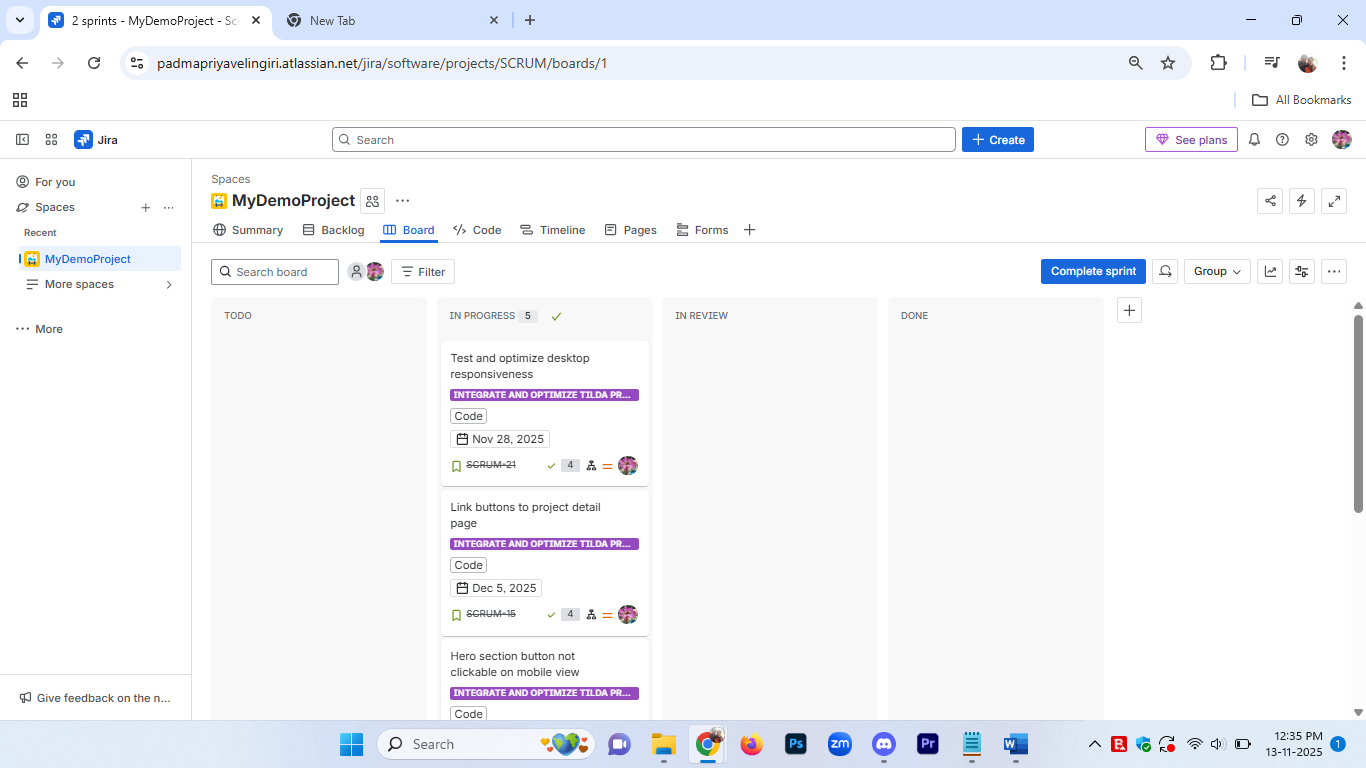 2 sprints - MyDemoProject - Scr
New Tab
padmapriyavelingiri.atlassian.net/jira/software/projects/SCRUM/boards/1
All Bookmarks
Jira
Search
Create
See plans
For you
Spaces
Recent
MyDemoProject
More spaces
More
Give feedback on the n...
Spaces
MyDemoProject
Summary
Backlog
Board
Code
Timeline
Pages
Forms
Search board
Filter
Complete sprint
Group
TODO
IN PROGRESS 5
IN REVIEW
DONE
Test and optimize desktop
responsiveness
INTEGRATE AND OPTIMIZE TILDA PR...
Code
Nov 28, 2025
SCRUM-21 4
Link buttons to project detail
page
INTEGRATE AND OPTIMIZE TILDA PR...
Code
Dec 5, 2025
SCRUM-15 4
Hero section button not
clickable on mobile view
INTEGRATE AND OPTIMIZE TILDA PR...
Code
Search
Ps
zm
Pr
W
12:35 PM
13-11-2025
1